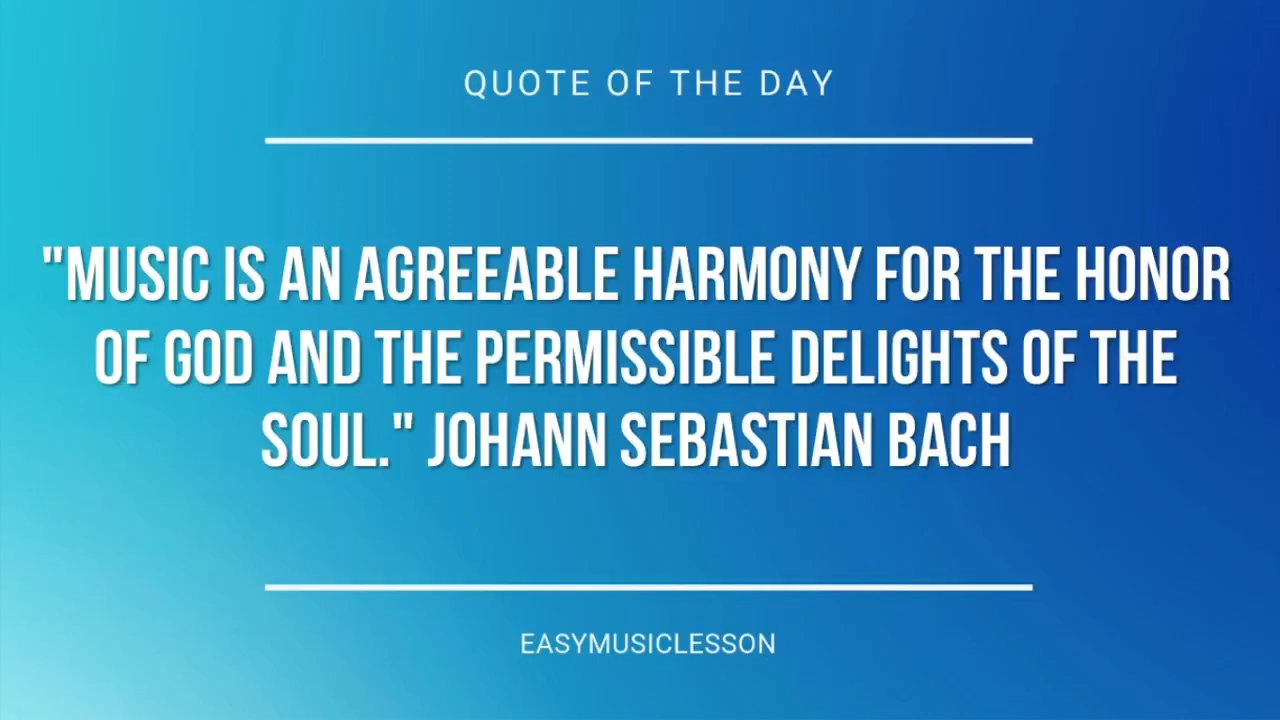 QUOTE OF THE DAY
"MUSIC IS AN AGREEABLE HARMONY FOR THE HONOR
OF GOD AND THE PERMISSIBLE DELIGHTS OF THE
SOUL." JOHANN SEBASTIAN BACH
EASYMUSICLESSON